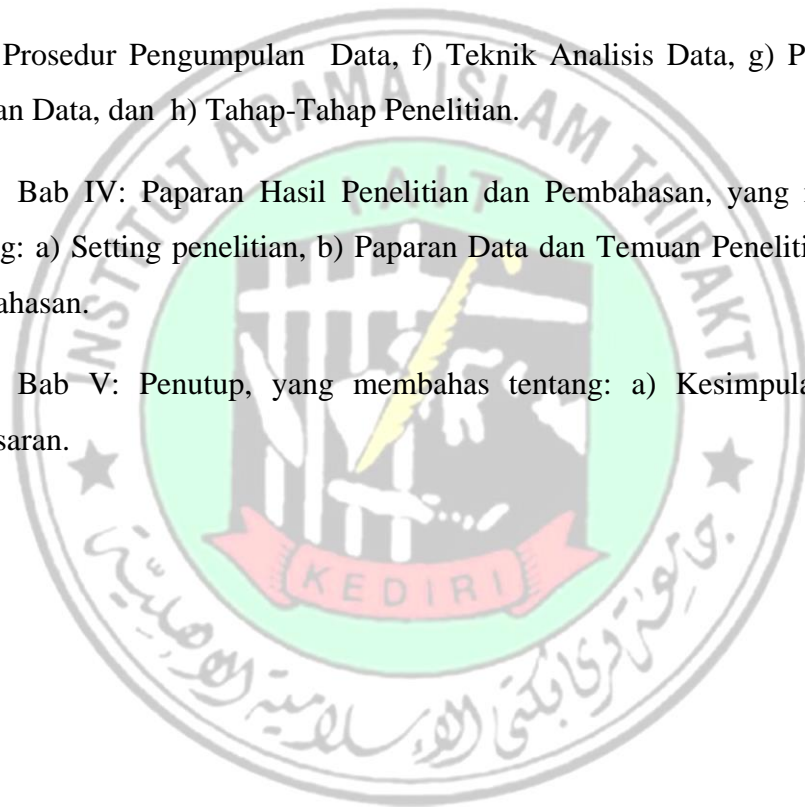 Prosedur Pengumpulan Data, f) Teknik Analisis Data, g) P
an Data, dan h) Tahap-Tahap Penelitian.
Bab IV: Paparan Hasil Penelitian dan Pembahasan, yang
g: a) Setting penelitian, b) Paparan Data dan Temuan Peneliti
ahasan.
Bab V: Penutup, yang membahas tentang: a) Kesimpula
saran.
INSTITUT AGAMA ISLAM TRIBAKTI
IAIT
KEDIRI